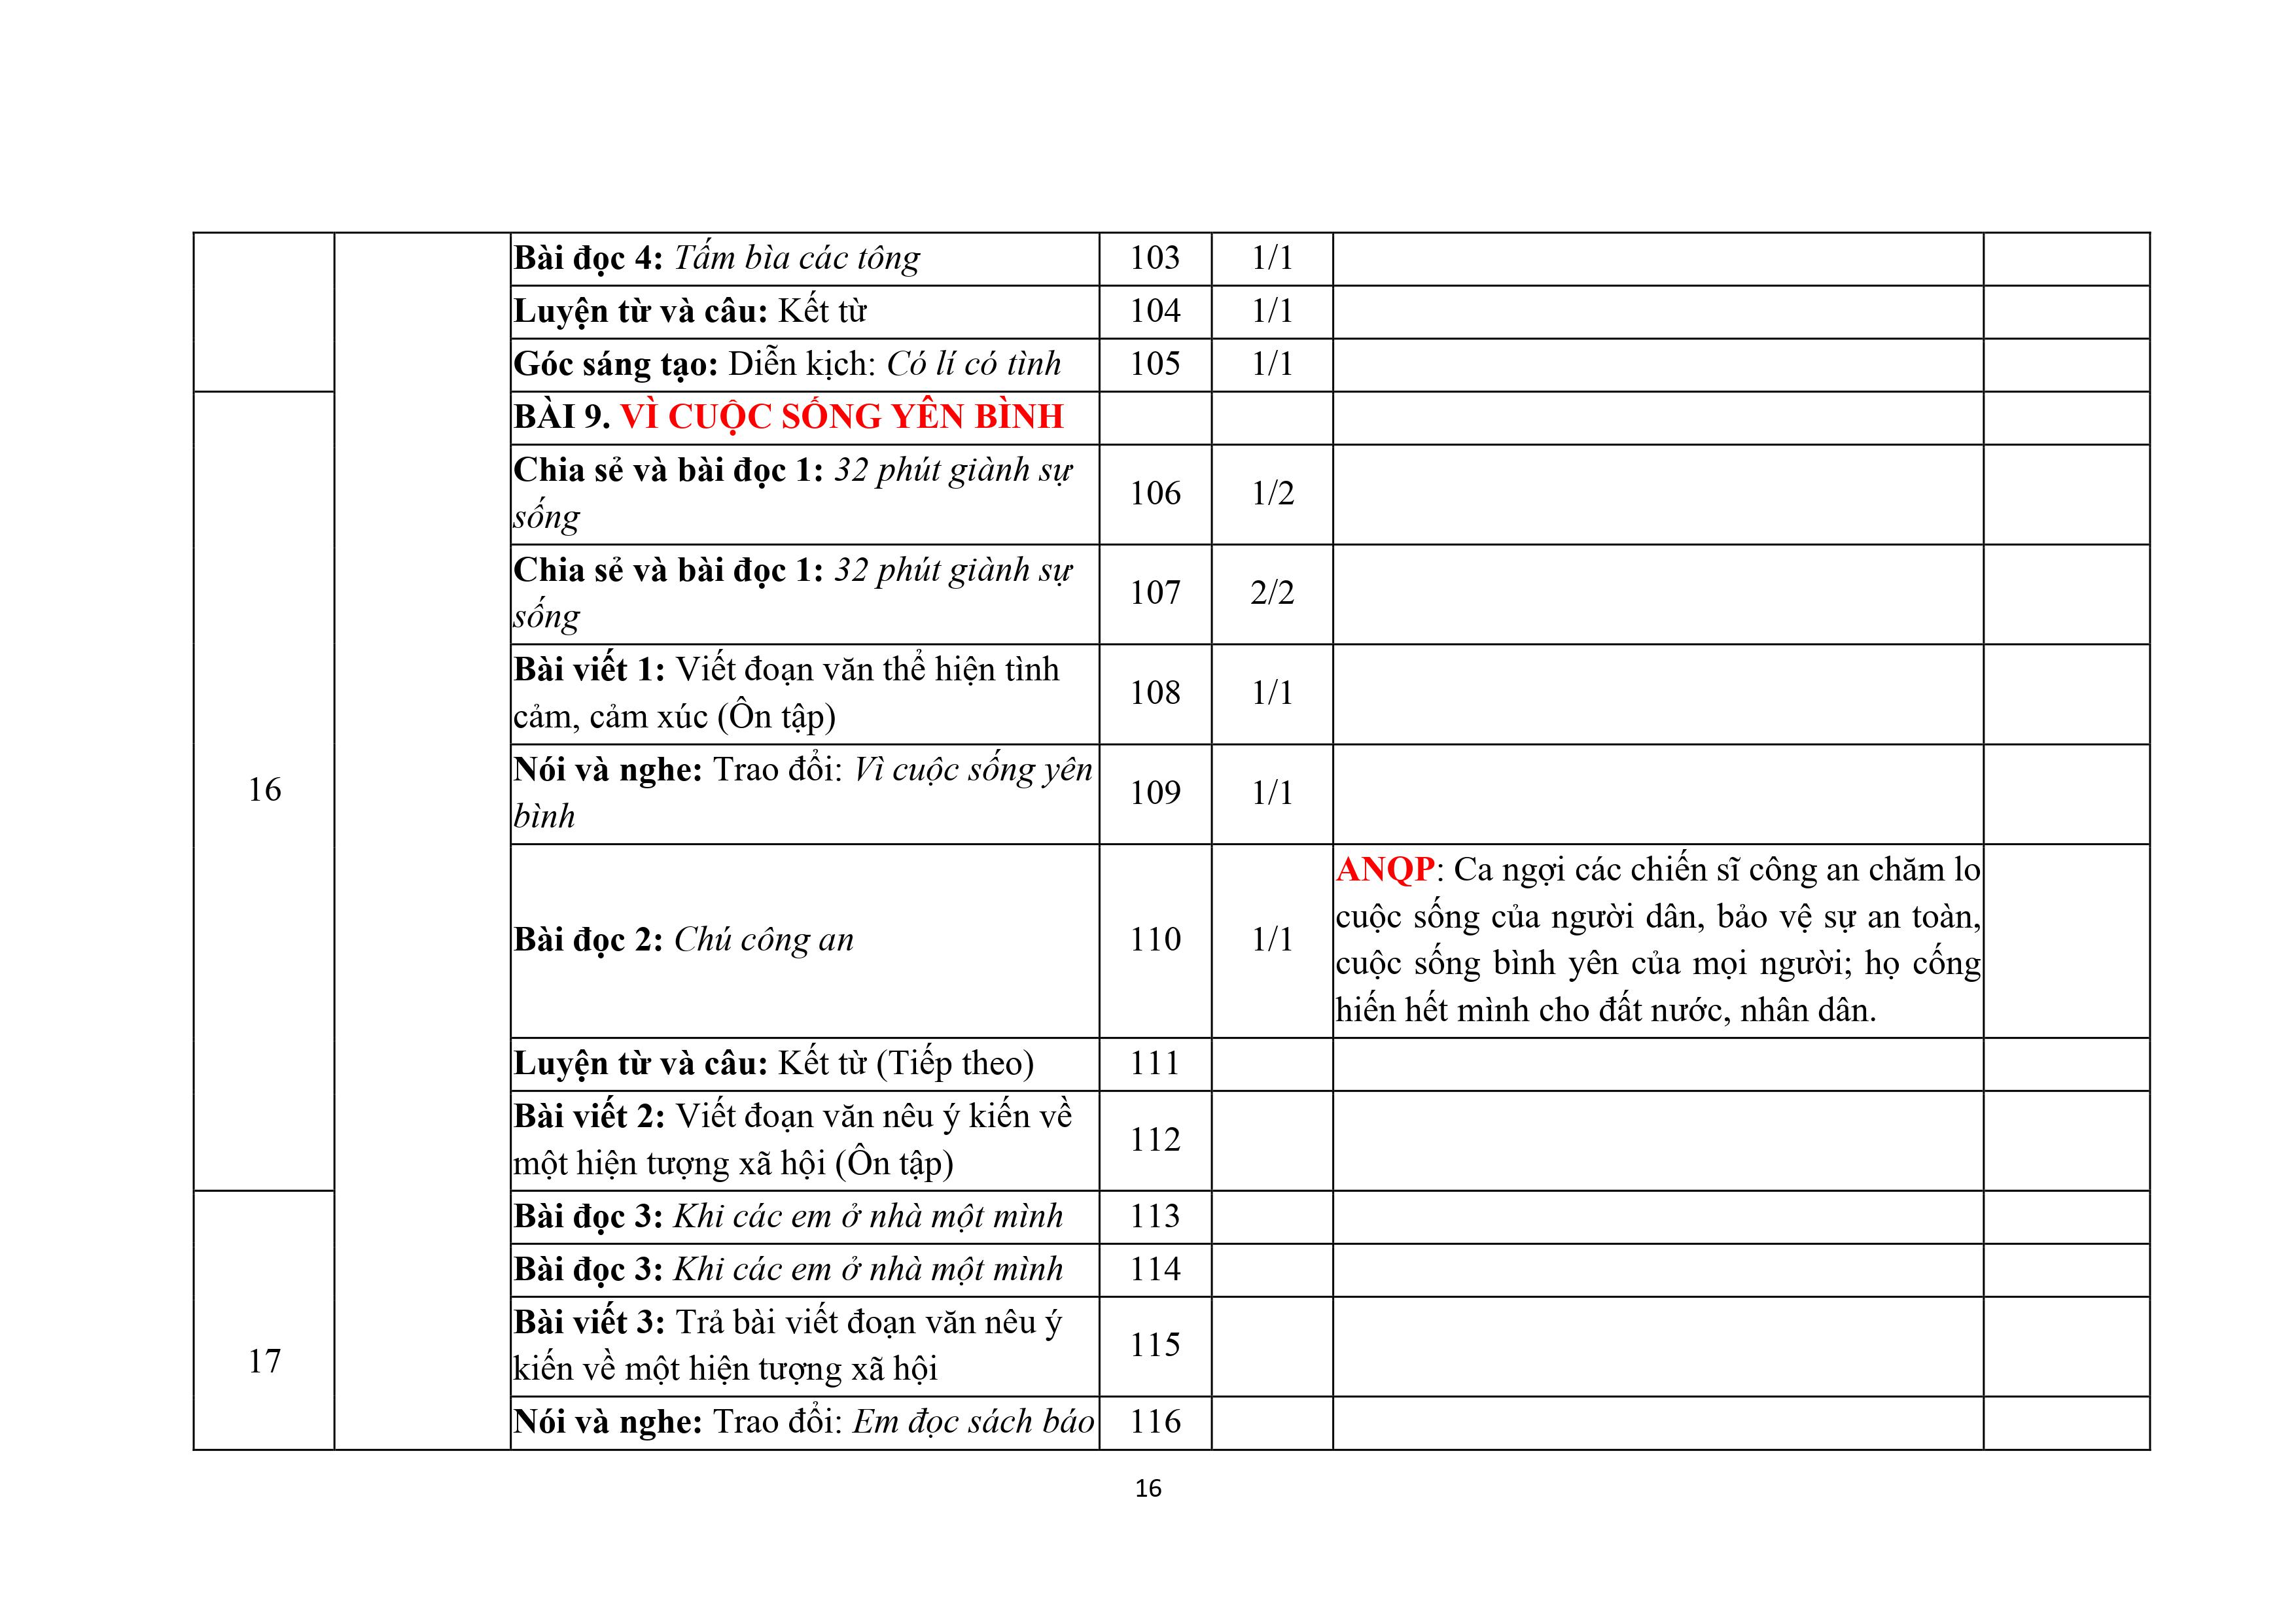 Bài đọc 4: Tấm bìa các tông 103 1/1
Luyện từ và câu: Kết từ 104 1/1
Góc sáng tạo: Diễn kịch: Có lí có tình 105 1/1
16
BÀI 9. VÌ CUỘC SỐNG YÊN BÌNH
Chia sẻ và bài đọc 1: 32 phút giành sự
sống
106 1/2
Chia sẻ và bài đọc 1: 32 phút giành sự
sống
107 2/2
Bài viết 1: Viết đoạn văn thể hiện tình
cảm, cảm xúc (Ôn tập)
108 1/1
Nói và nghe: Trao đổi: Vì cuộc sống yên
bình
109 1/1
Bài đọc 2: Chú công an 110 1/1
ANQP: Ca ngợi các chiến sĩ công an chăm lo
cuộc sống của người dân, bảo vệ sự an toàn,
cuộc sống bình yên của mọi người; họ cống
hiến hết mình cho đất nước, nhân dân.
Luyện từ và câu: Kết từ (Tiếp theo) 111
Bài viết 2: Viết đoạn văn nêu ý kiến về
một hiện tượng xã hội (Ôn tập)
112
17
Bài đọc 3: Khi các em ở nhà một mình 113
Bài đọc 3: Khi các em ở nhà một mình 114
Bài viết 3: Trả bài viết đoạn văn nêu ý
kiến về một hiện tượng xã hội
115
Nói và nghe: Trao đổi: Em đọc sách báo 116
16